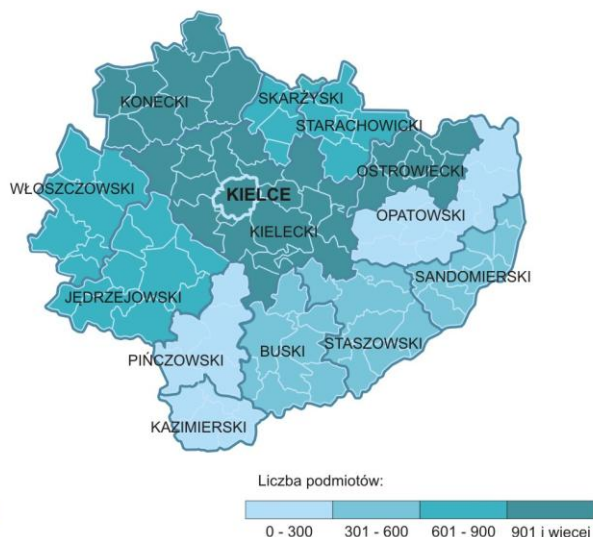 KONECKI
SKARŻYSKI
STARACHOWICKI
WŁOSZCZOWSKI
OSTROWIECKI
KIELCE
OPATOWSKI
KIELECKI
SANDOMIERSKI
JĘDRZEJOWSKI
STASZOWSKI
BUSKI
PIŃCZOWSKI
KAZIMIERSKI
Liczba podmiotów:
0 - 300 301 - 600 601 - 900 901 i więcej